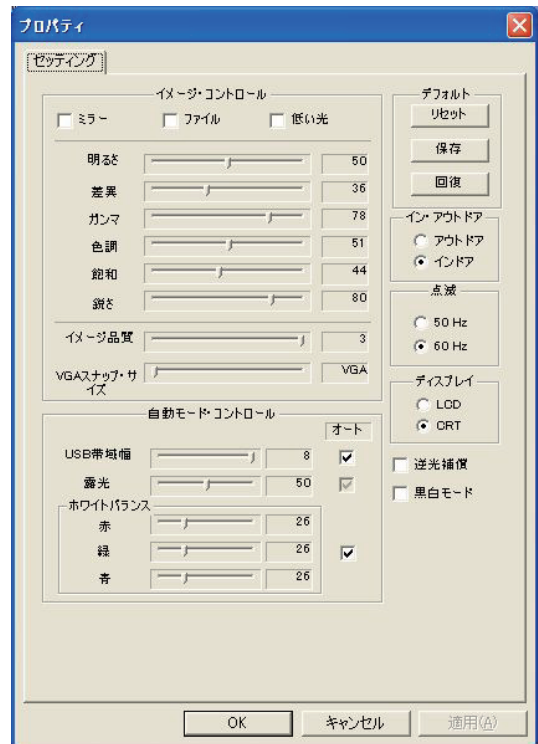 プロパティ
セッティング
イメージ・コントロール
ミラー ファイル 低い光
明るさ 50
差異 36
ガンマ 78
色調 51
飽和 44
鋭さ 80
イメージ品質 3
VGAスナップ・サイズ VGA
自動モード・コントロール
オート
USB帯域幅 8
露光 50
ホワイトバランス
赤 26
緑 26
青 26
デフォルト
リセット
保存
回復
イン・アウトドア
アウトドア
インドア
点滅
50 Hz
60 Hz
ディスプレイ
LCD
CRT
逆光補償
黒白モード
OK キャンセル 適用(A)